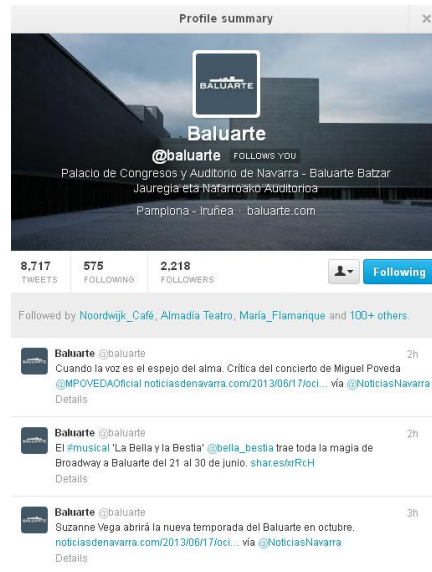 Profile summary
×
BALUARTE
Baluarte
@baluarte FOLLOWS YOU
Palacio de Congresos y Auditorio de Navarra - Baluarte Batzar
Jauregia eta Nafarroako Auditorioa
Pamplona - Iruñea · baluarte.com
8,717 575 2,218
TWEETS FOLLOWING FOLLOWERS
Following
Followed by Noordwijk_Café, Almadía Teatro, María_Flamarique and 100+ others.
BALUARTE
Baluarte @baluarte 2h
Cuando la voz es el espejo del alma. Crítica del concierto de Miguel Poveda
@MPOVEDAOficial noticiasdenavarra.com/2013/06/17/oci... vía @NoticiasNavarra
Details
BALUARTE
Baluarte @baluarte 2h
El #musical 'La Bella y la Bestia' @bella_bestia trae toda la magia de
Broadway a Baluarte del 21 al 30 de junio. shar.es/xrRcH
Details
BALUARTE
Baluarte @baluarte 3h
Suzanne Vega abrirá la nueva temporada del Baluarte en octubre.
noticiasdenavarra.com/2013/06/17/oci... vía @NoticiasNavarra
Details